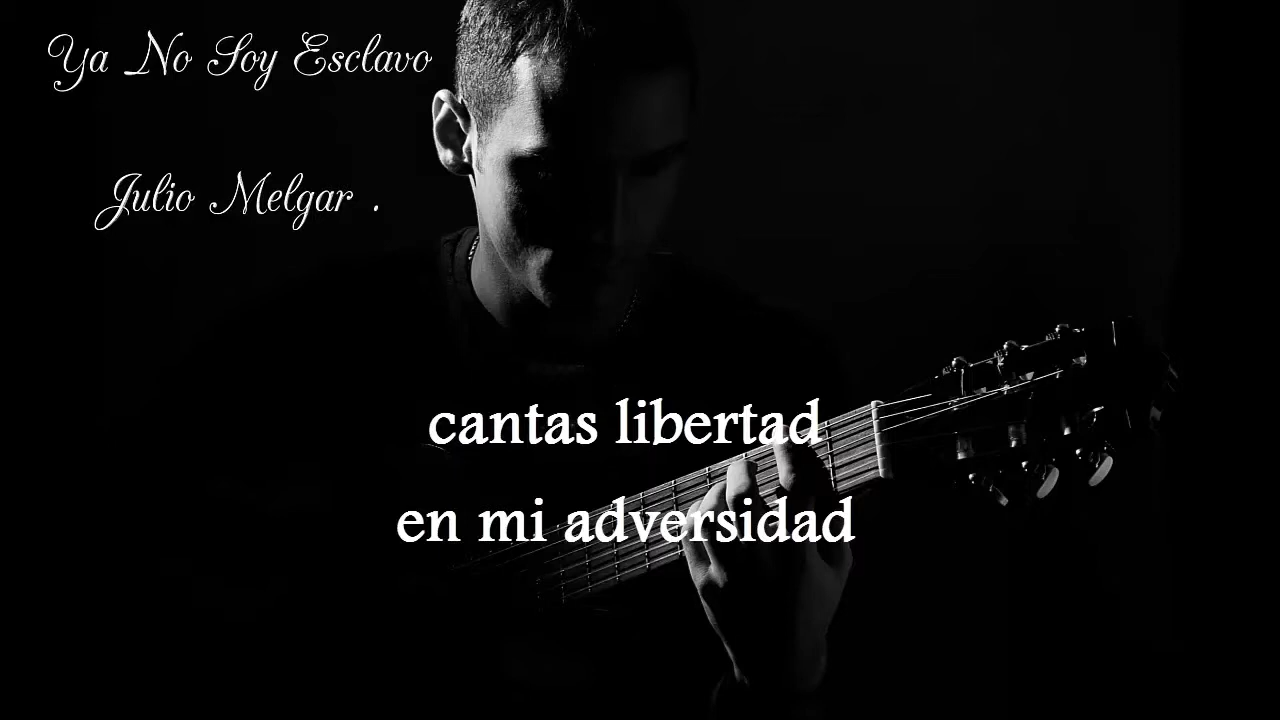 Ya No Soy Esclavo
Julio Melgar .
cantas libertad
en mi adversidad